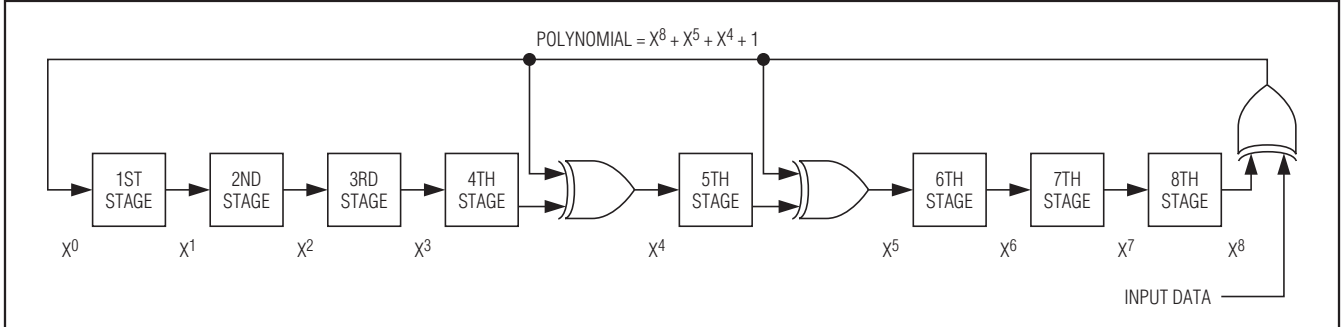 POLYNOMIAL = X⁸ + X⁵ + X⁴ + 1
1ST STAGE
2ND STAGE
3RD STAGE
4TH STAGE
5TH STAGE
6TH STAGE
7TH STAGE
8TH STAGE
X⁰
X¹
X²
X³
X⁴
X⁵
X⁶
X⁷
X⁸
INPUT DATA